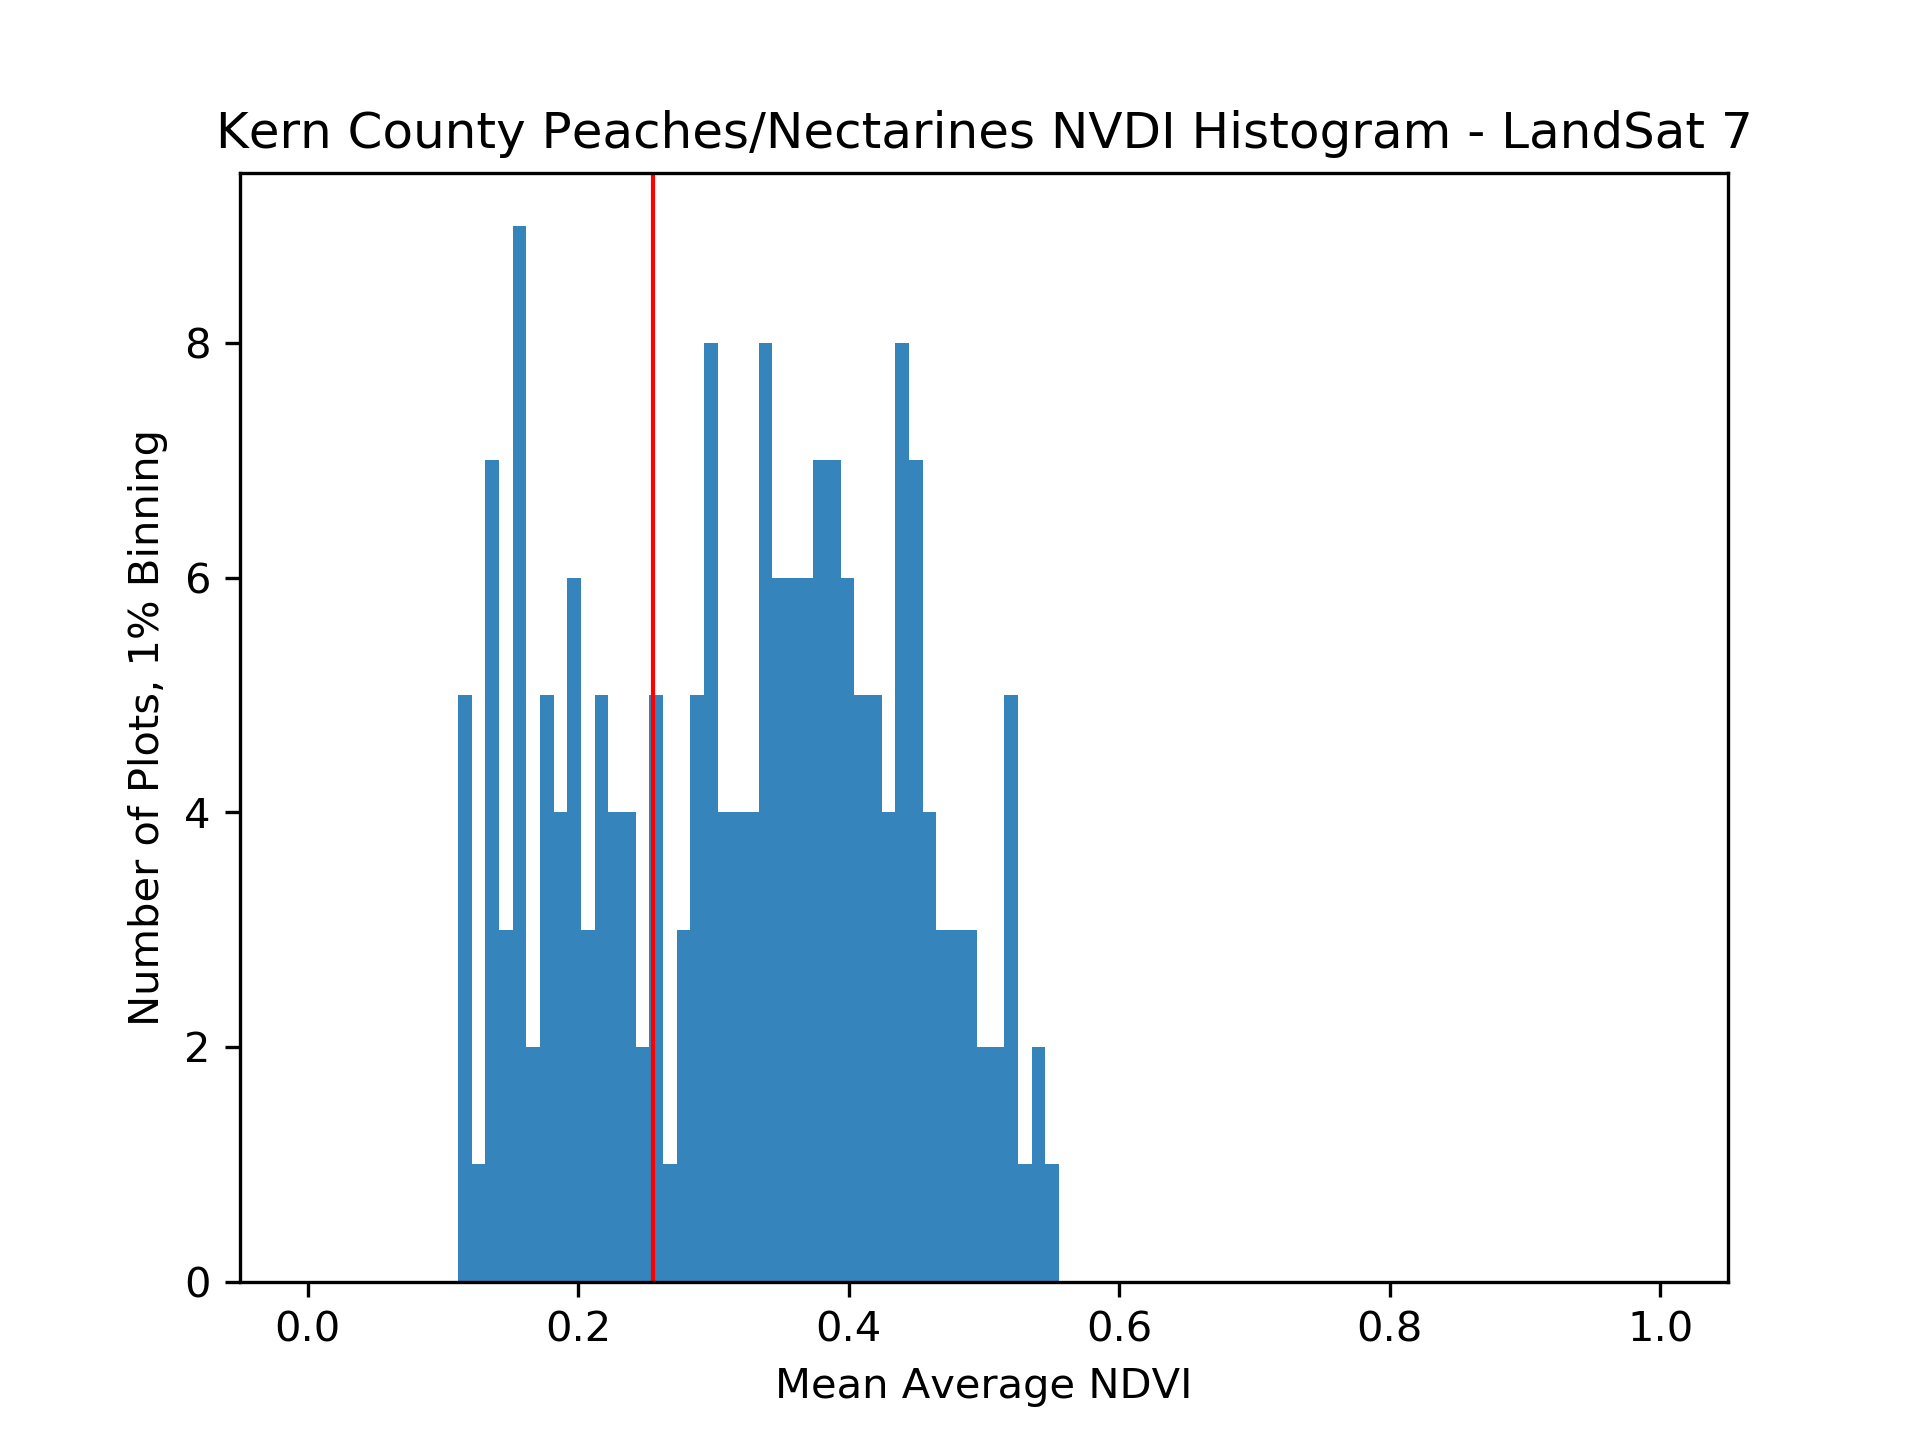 Kern County Peaches/Nectarines NVDI Histogram - LandSat 7
Number of Plots, 1% Binning
8
6
4
2
0
0.0 0.2 0.4 0.6 0.8 1.0
Mean Average NDVI